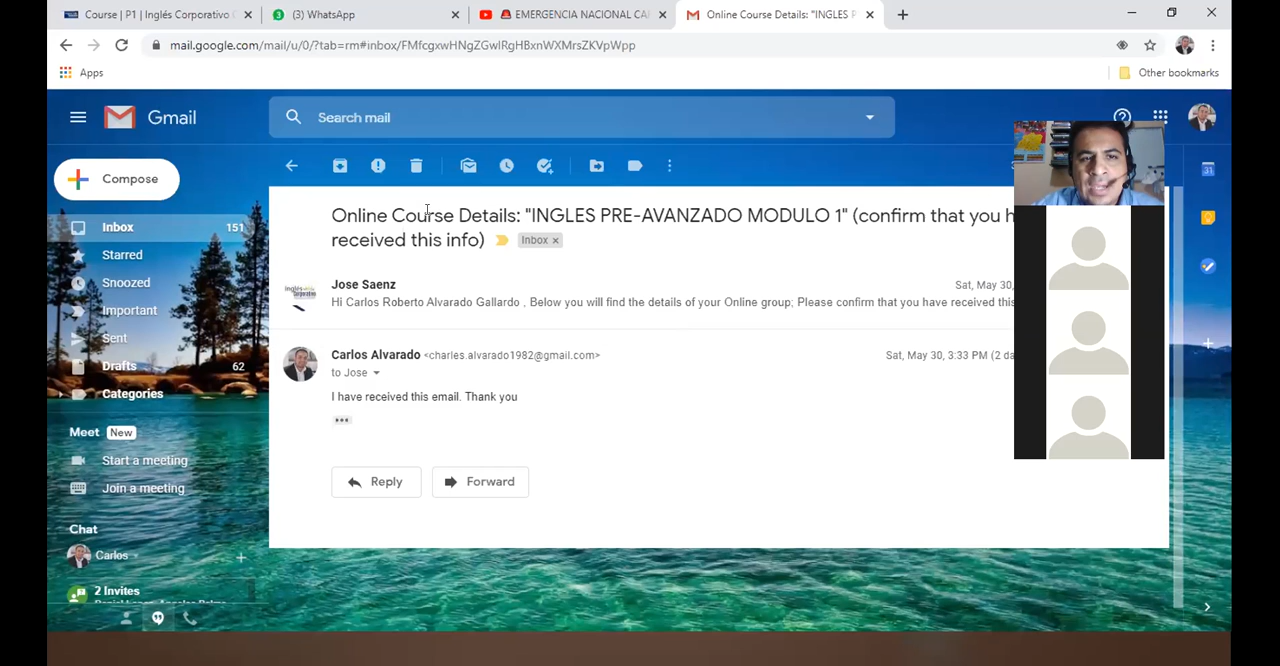 Course | P1 | Inglés Corporativo
(3) WhatsApp
EMERGENCIA NACIONAL
Online Course Details: "INGLES P
mail.google.com/mail/u/0/?tab=rm#inbox/FMfcgxwHNgZGwlRgHBxnWXMrsZKVpWpp
Apps
Other bookmarks
Gmail
Search mail
Compose
Inbox 151
Starred
Snoozed
Important
Sent
Drafts 62
Categories
Meet New
Start a meeting
Join a meeting
Chat
Carlos
2 Invites
Online Course Details: "INGLES PRE-AVANZADO MODULO 1" (confirm that you h
received this info) Inbox
Jose Saenz Sat, May 30,
Hi Carlos Roberto Alvarado Gallardo , Below you will find the details of your Online group; Please confirm that you have received this
Carlos Alvarado <charles.alvarado1982@gmail.com> Sat, May 30, 3:33 PM (2 da
to Jose
I have received this email. Thank you
Reply
Forward
31